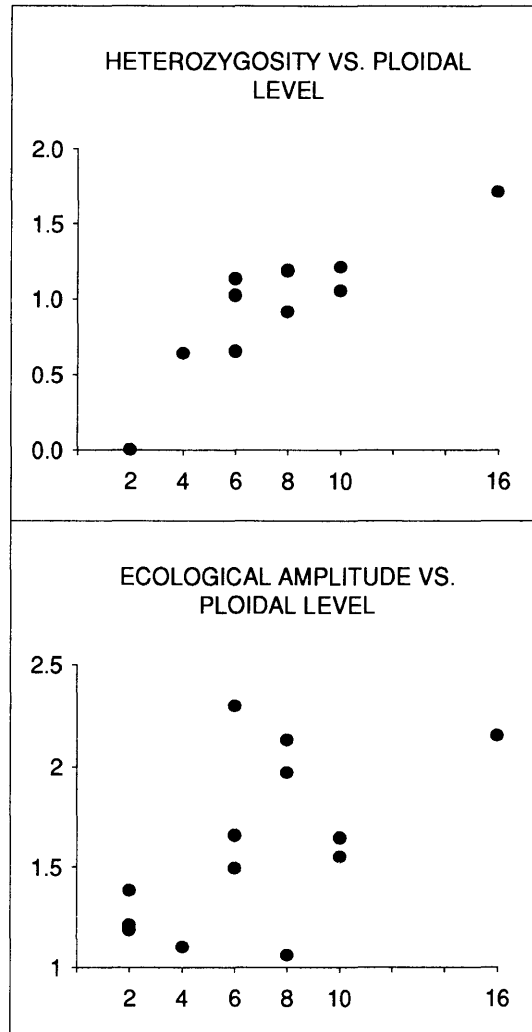 HETEROZYGOSITY VS. PLOIDAL
LEVEL
2.0
1.5
1.0
0.5
0.0
2 4 6 8 10 16
ECOLOGICAL AMPLITUDE VS.
PLOIDAL LEVEL
2.5
2
1.5
1
2 4 6 8 10 16